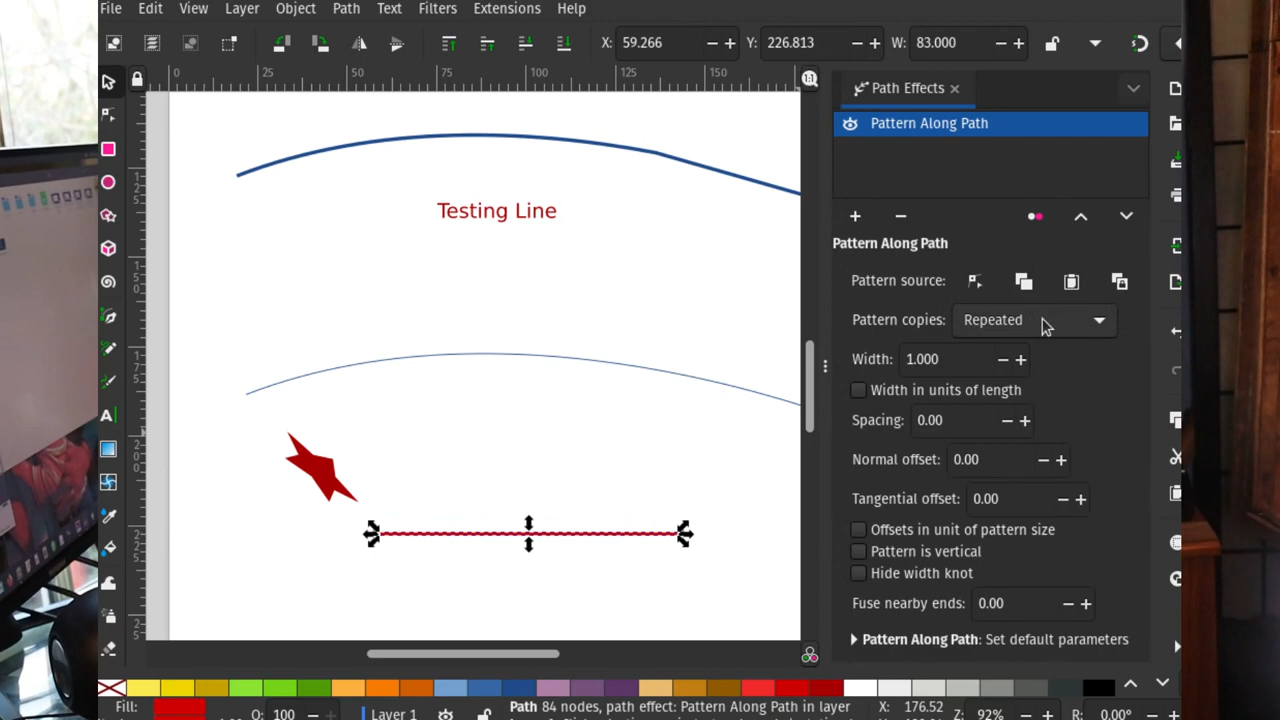 File Edit View Layer Object Path Text Filters Extensions Help
X: 59.266 Y: 226.813 W: 83.000
0 25 50 75 100 125 150
Path Effects
Pattern Along Path
Testing Line
Pattern Along Path
Pattern source:
Pattern copies: Repeated
Width: 1.000
Width in units of length
Spacing: 0.00
Normal offset: 0.00
Tangential offset: 0.00
Offsets in unit of pattern size
Pattern is vertical
Hide width knot
Fuse nearby ends: 0.00
Pattern Along Path: Set default parameters
Fill: O: 100 Layer 1 Path 84 nodes, path effect: Pattern Along Path in layer X: 176.52 Z: 92% R: 0.00°